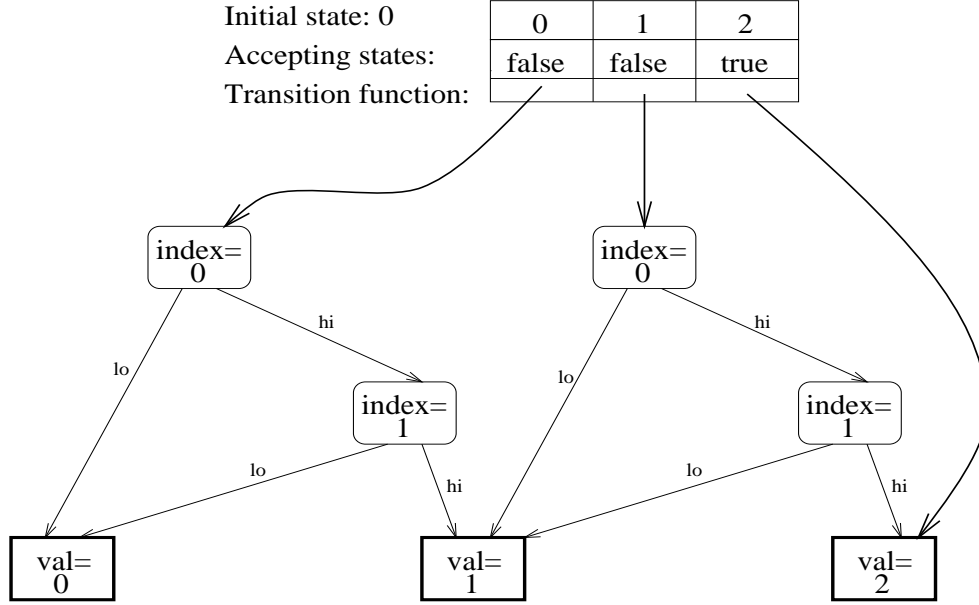 Initial state: 0
0 1 2
Accepting states:
false false true
Transition function:
index=
0
index=
0
hi
hi
lo
lo
index=
1
index=
1
lo
hi
lo
hi
val=
0
val=
1
val=
2